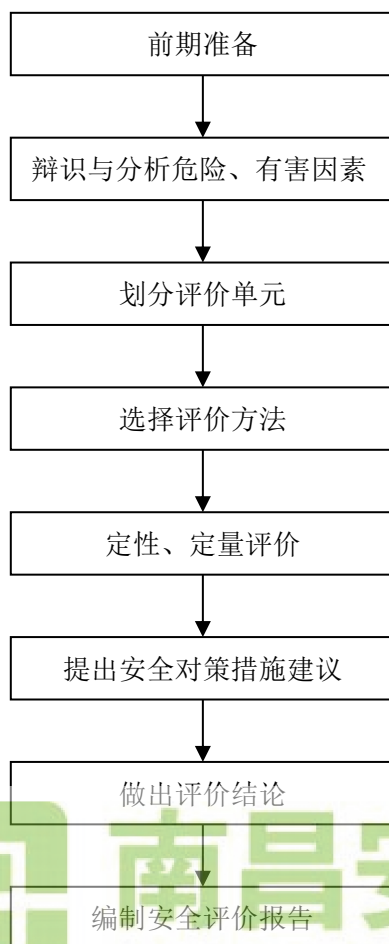 前期准备
辩识与分析危险、有害因素
划分评价单元
选择评价方法
定性、定量评价
提出安全对策措施建议
做出评价结论
南昌安
编制安全评价报告